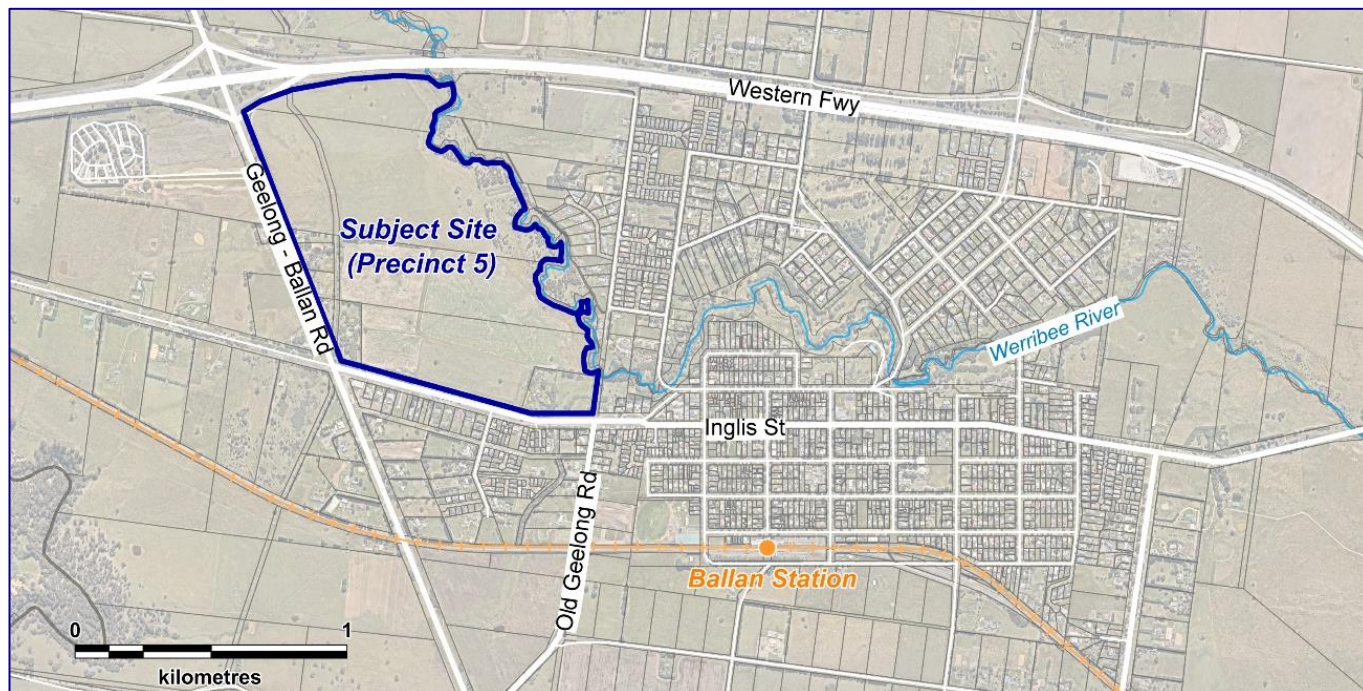 Western Fwy
Geelong - Ballan Rd
Subject Site
(Precinct 5)
Werribee River
Inglis St
Old Geelong Rd
Ballan Station
0 1
kilometres